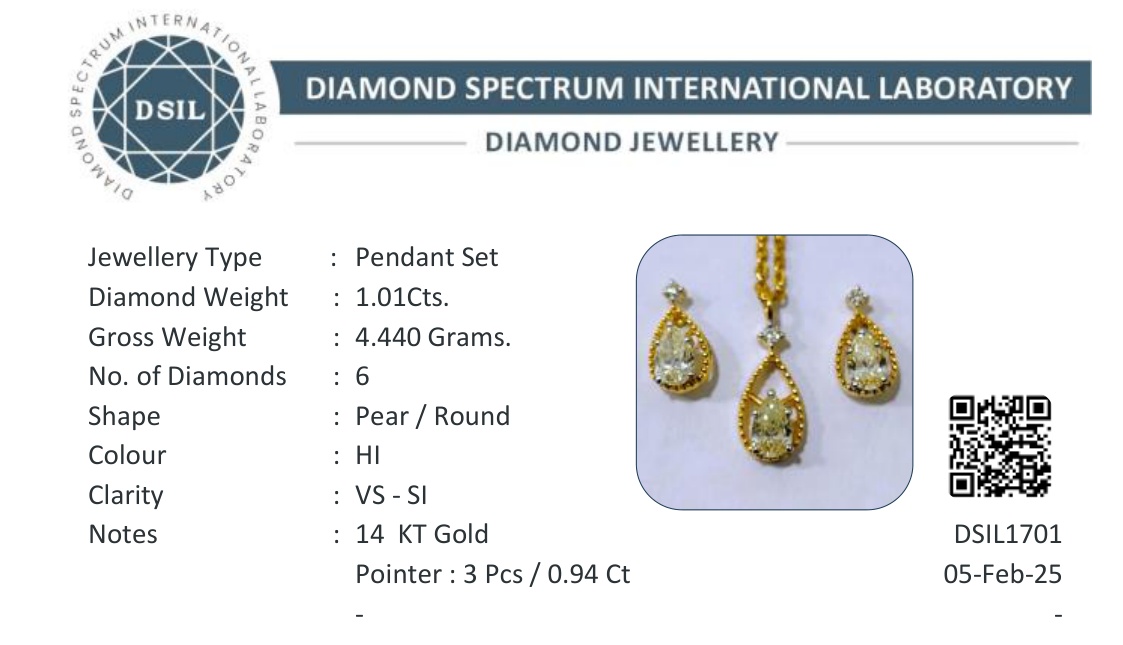 DIAMOND SPECTRUM INTERNATIONAL LABORATORY
DSIL
DIAMOND SPECTRUM INTERNATIONAL LABORATORY
DIAMOND JEWELLERY
Jewellery Type : Pendant Set
Diamond Weight : 1.01Cts.
Gross Weight : 4.440 Grams.
No. of Diamonds : 6
Shape : Pear / Round
Colour : HI
Clarity : VS - SI
Notes : 14 KT Gold
DSIL1701
Pointer : 3 Pcs / 0.94 Ct
05-Feb-25
-
-